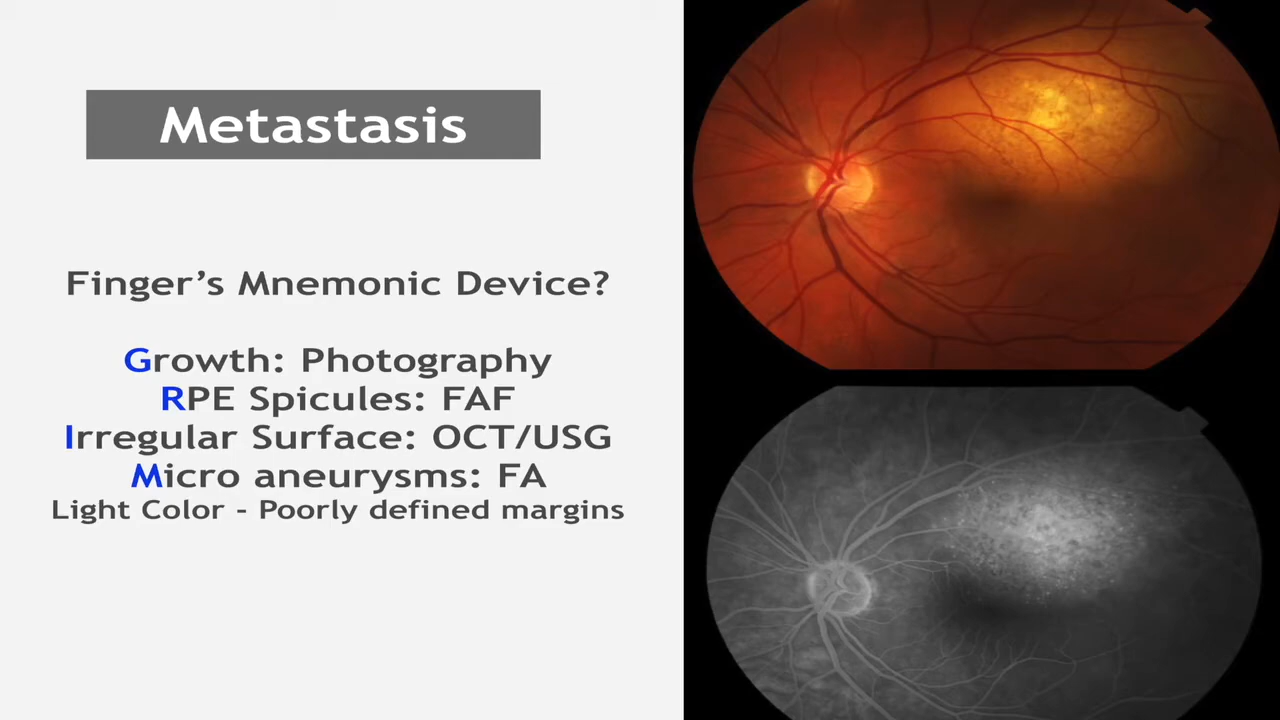 Metastasis
Finger’s Mnemonic Device?
Growth: Photography
RPE Spicules: FAF
Irregular Surface: OCT/USG
Micro aneurysms: FA
Light Color - Poorly defined margins